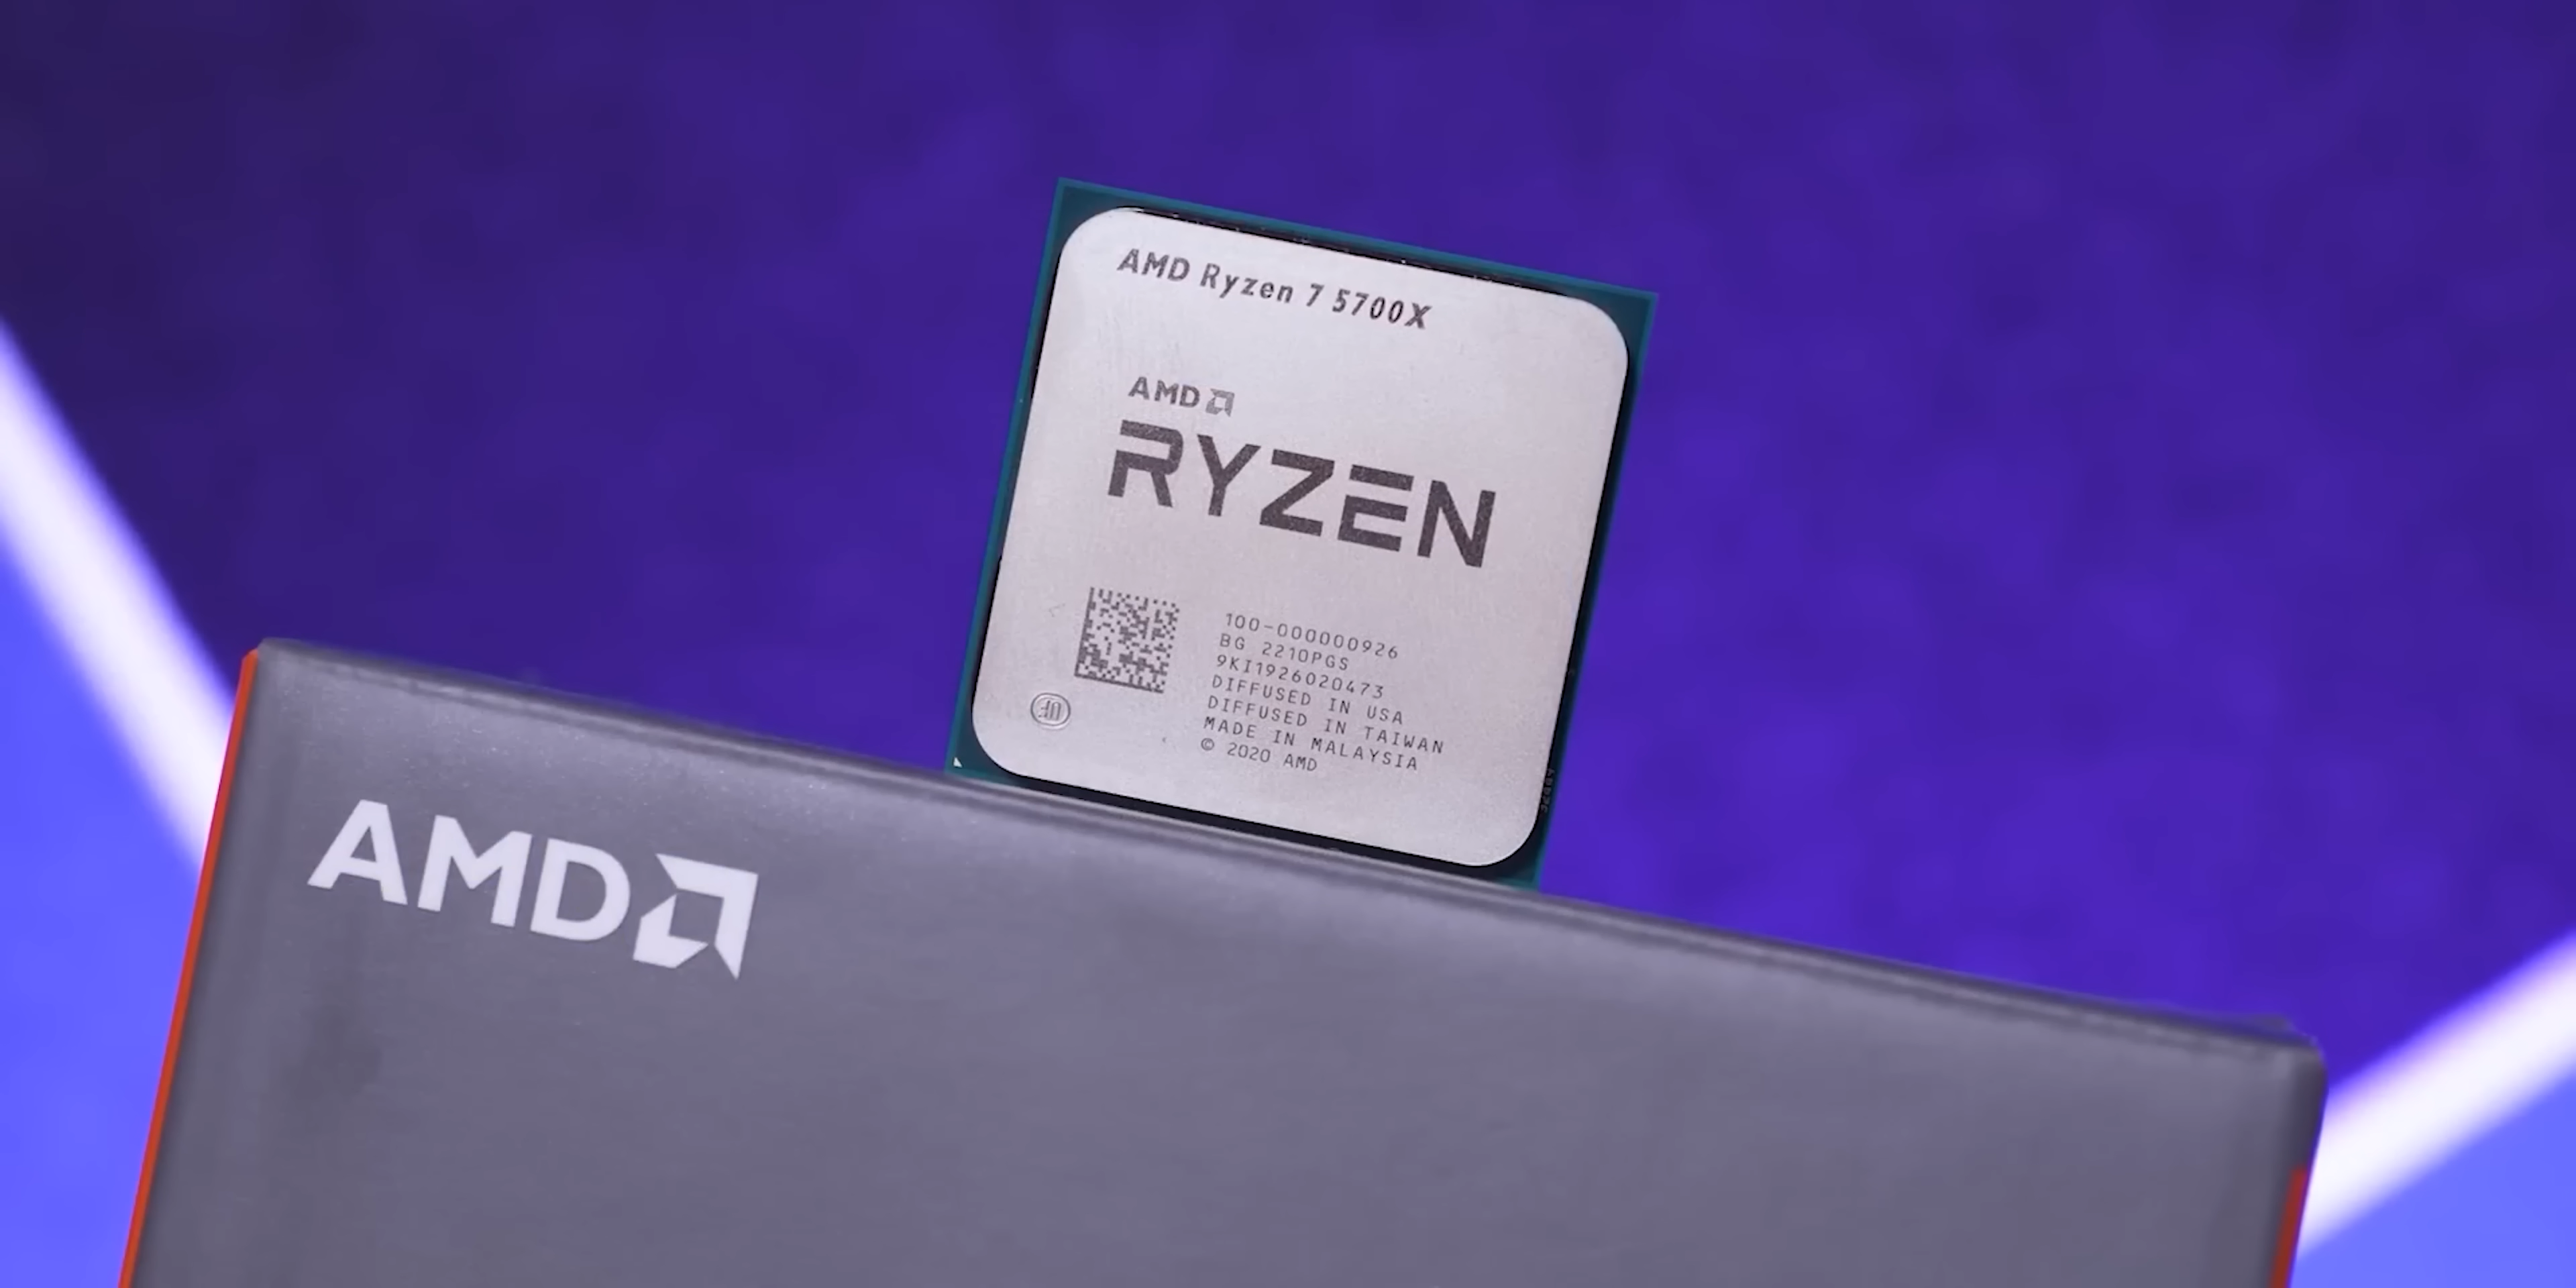 AMD Ryzen 7 5700X
AMD
RYZEN
100-000000926
BG 2210PGS
9KI1926020473
DIFFUSED IN USA
DIFFUSED IN TAIWAN
MADE IN MALAYSIA
© 2020 AMD
AMD